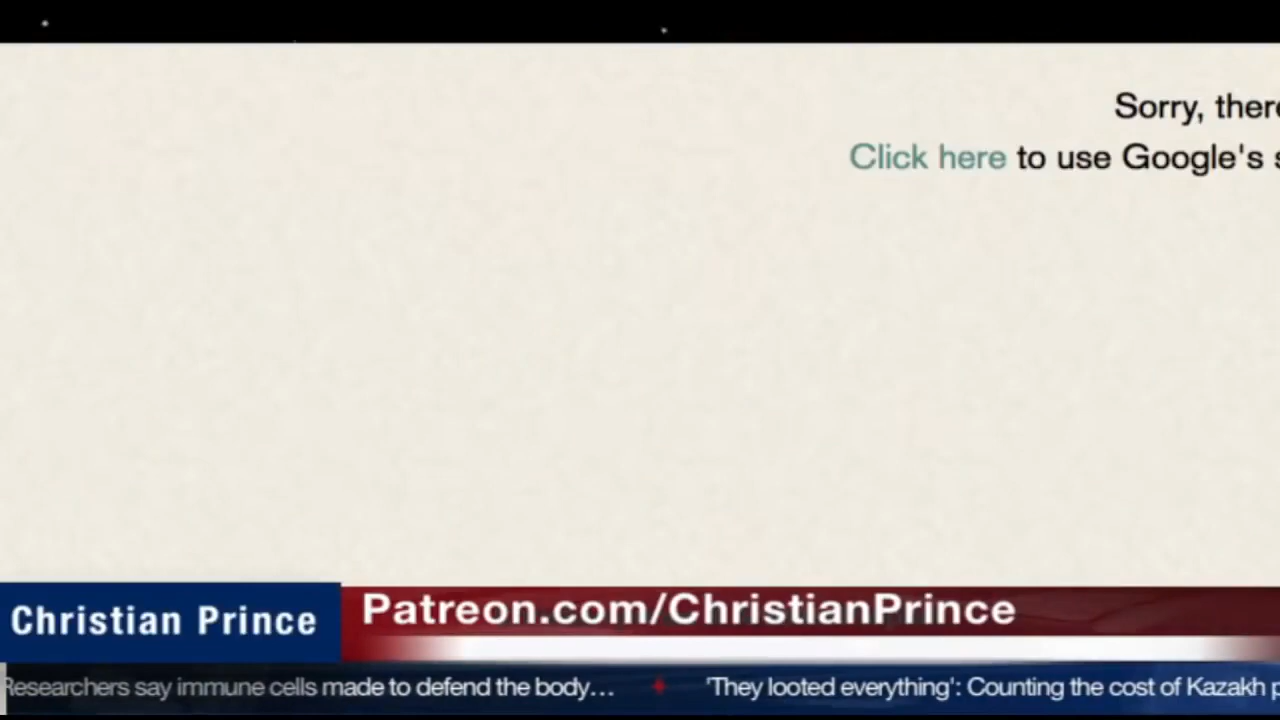 Sorry, there
Click here to use Google's s
Christian Prince
Patreon.com/ChristianPrince
Researchers say immune cells made to defend the body... 'They looted everything': Counting the cost of Kazakh p